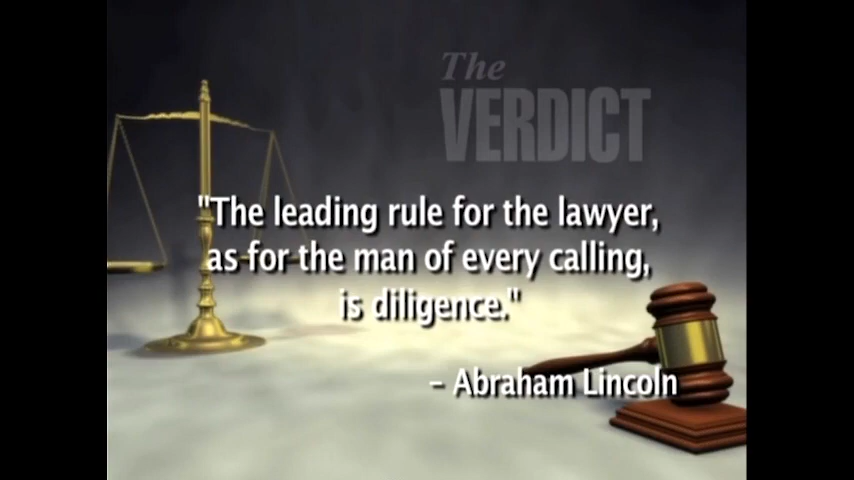 The
VERDICT
"The leading rule for the lawyer,
as for the man of every calling,
is diligence."
– Abraham Lincoln